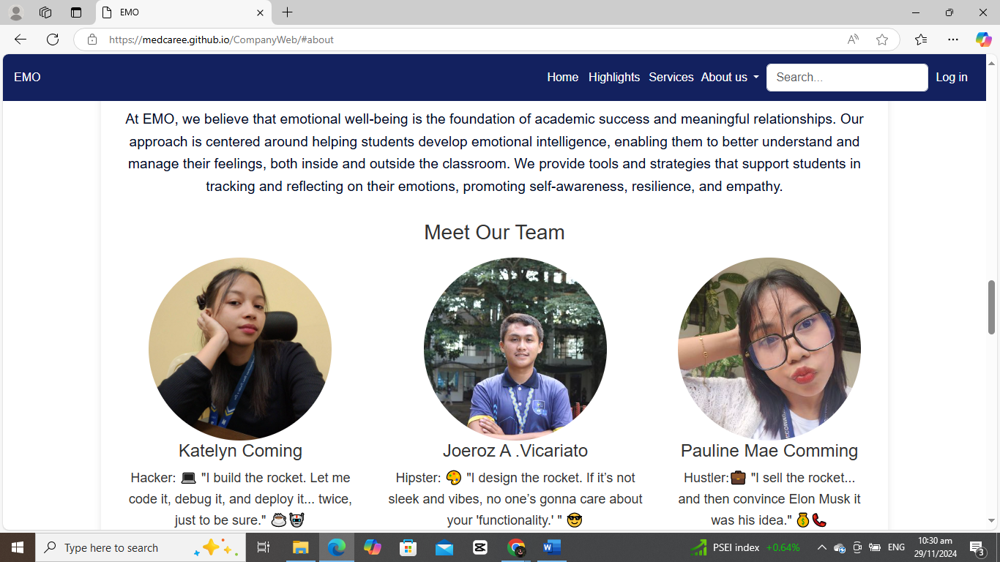 EMO
https://medcaree.github.io/CompanyWeb/#about
EMO
Home Highlights Services About us Search... Log in
At EMO, we believe that emotional well-being is the foundation of academic success and meaningful relationships. Our
approach is centered around helping students develop emotional intelligence, enabling them to better understand and
manage their feelings, both inside and outside the classroom. We provide tools and strategies that support students in
tracking and reflecting on their emotions, promoting self-awareness, resilience, and empathy.
Meet Our Team
Katelyn Coming
Hacker: 💻 "I build the rocket. Let me
code it, debug it, and deploy it... twice,
just to be sure." ☕🤖
Joeroz A .Vicariato
Hipster: 🎨 "I design the rocket. If it’s not
sleek and vibes, no one’s gonna care about
your 'functionality.' " 😎
Pauline Mae Comming
Hustler:💼 "I sell the rocket...
and then convince Elon Musk it
was his idea." 💰📞
Type here to search
PSEI index +0.64%
ENG
10:30 am
29/11/2024
3